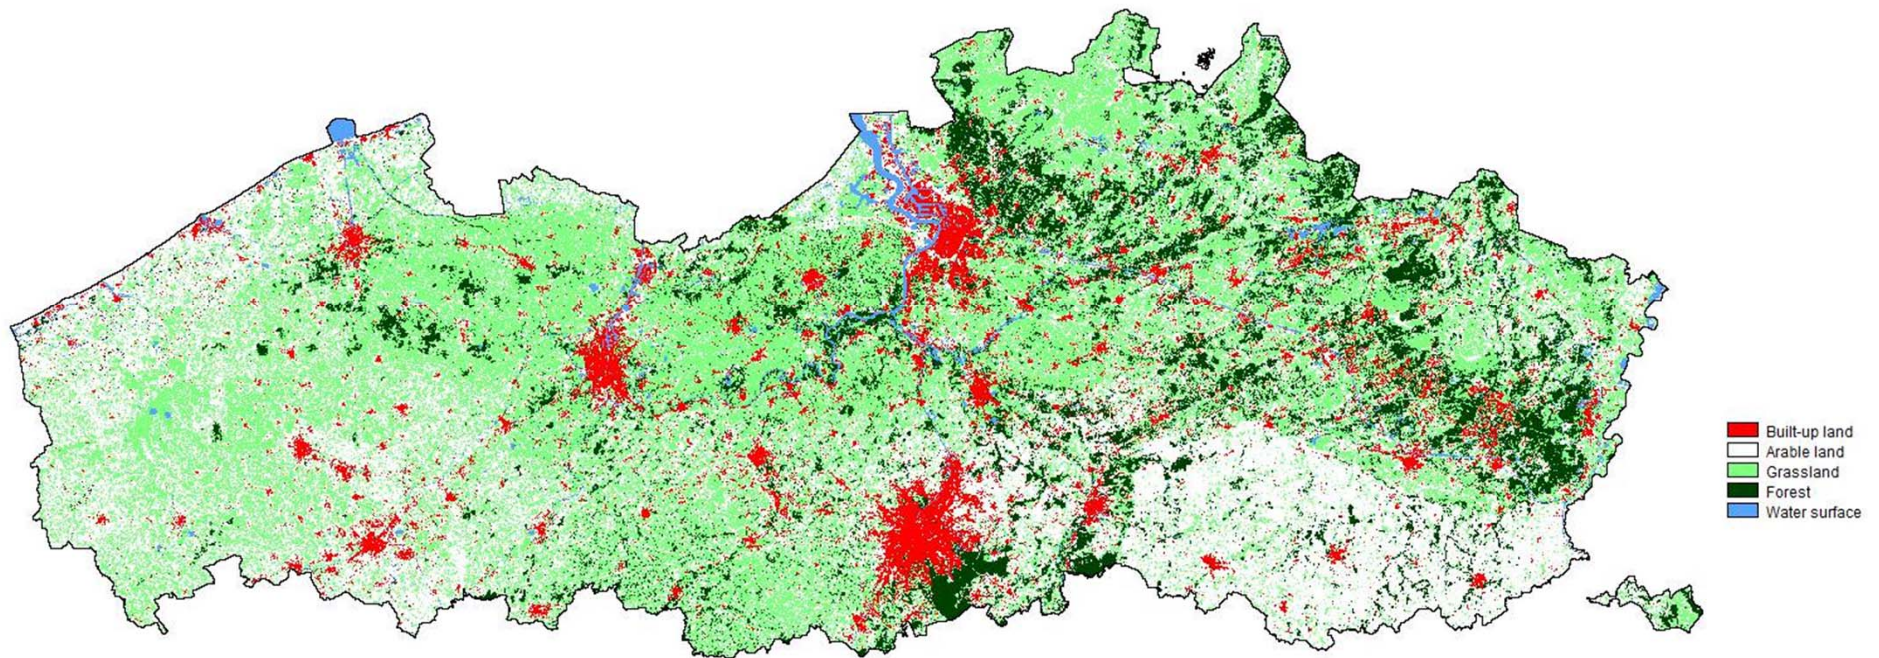 Built-up land
Arable land
Grassland
Forest
Water surface